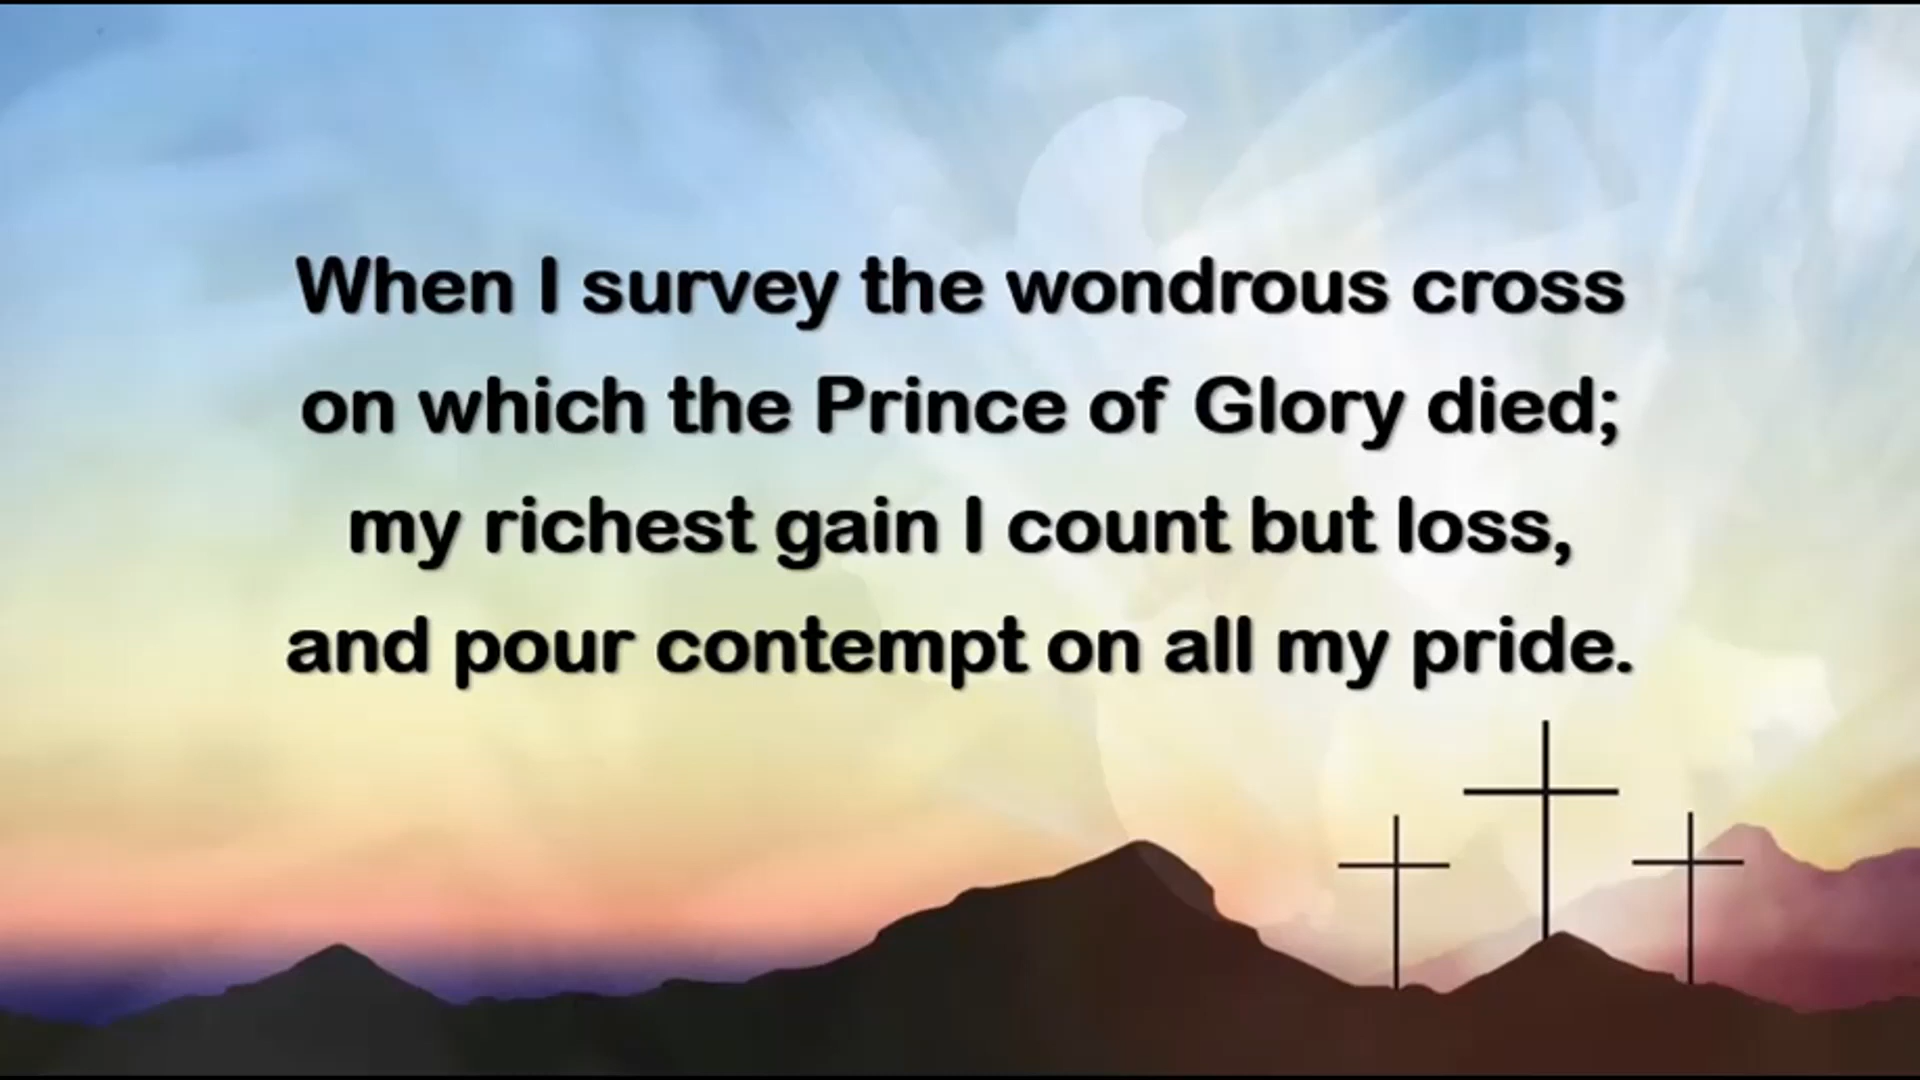 When I survey the wondrous cross
on which the Prince of Glory died;
my richest gain I count but loss,
and pour contempt on all my pride.